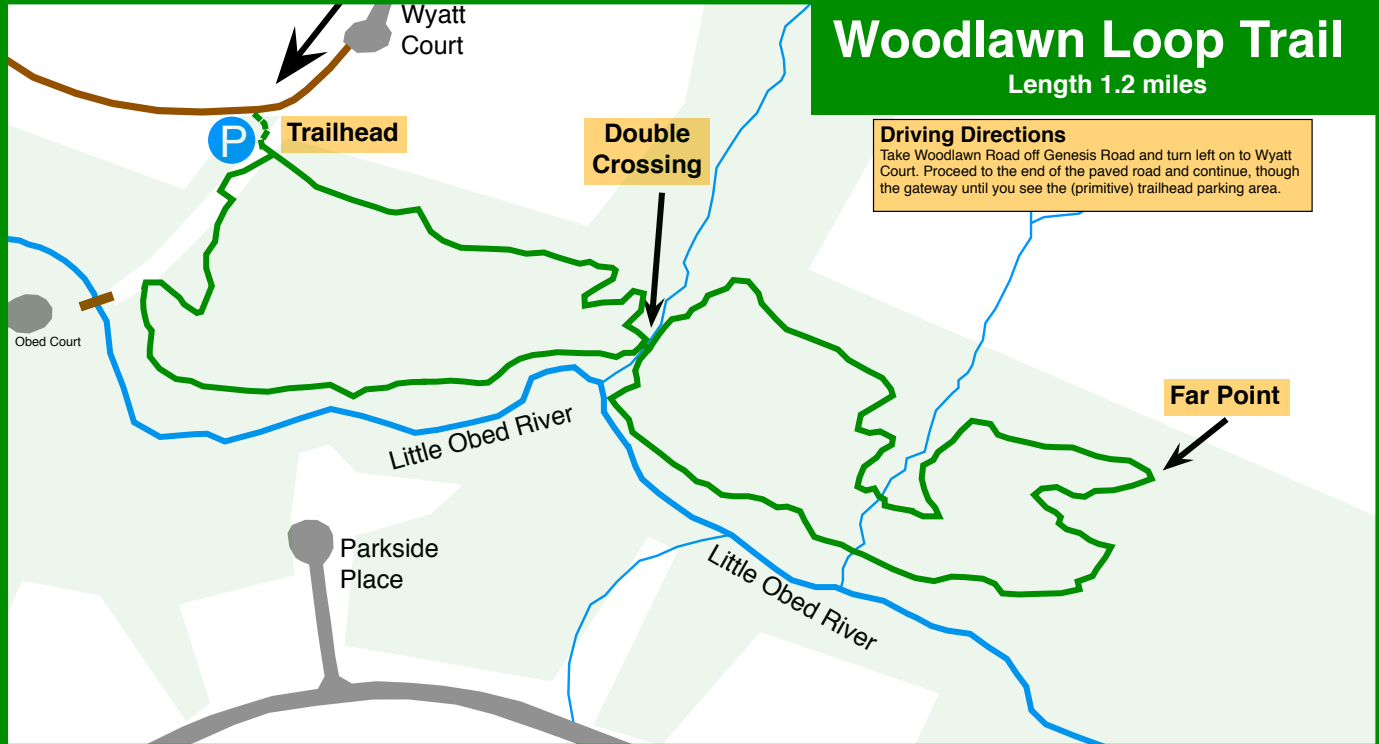 Wyatt
Court
Woodlawn Loop Trail
Length 1.2 miles
P
Trailhead
Double
Crossing
Driving Directions
Take Woodlawn Road off Genesis Road and turn left on to Wyatt
Court. Proceed to the end of the paved road and continue, though
the gateway until you see the (primitive) trailhead parking area.
Obed Court
Far Point
Little Obed River
Parkside
Place
Little Obed River